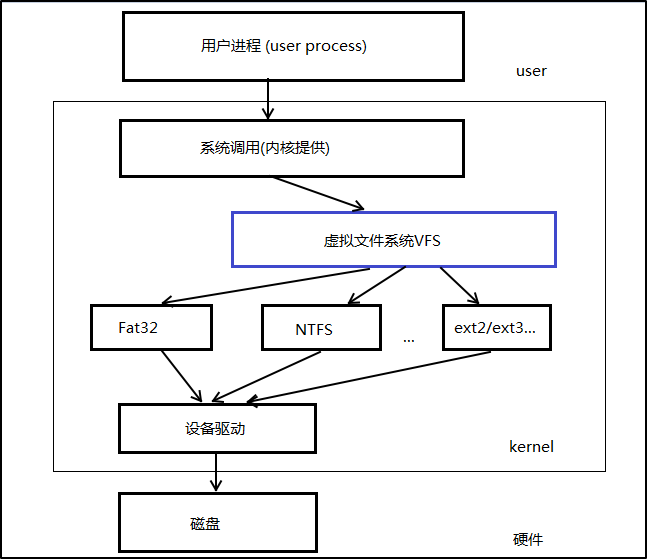 用户进程 (user process)
user
系统调用(内核提供)
虚拟文件系统VFS
Fat32
NTFS
...
ext2/ext3...
设备驱动
kernel
磁盘
硬件